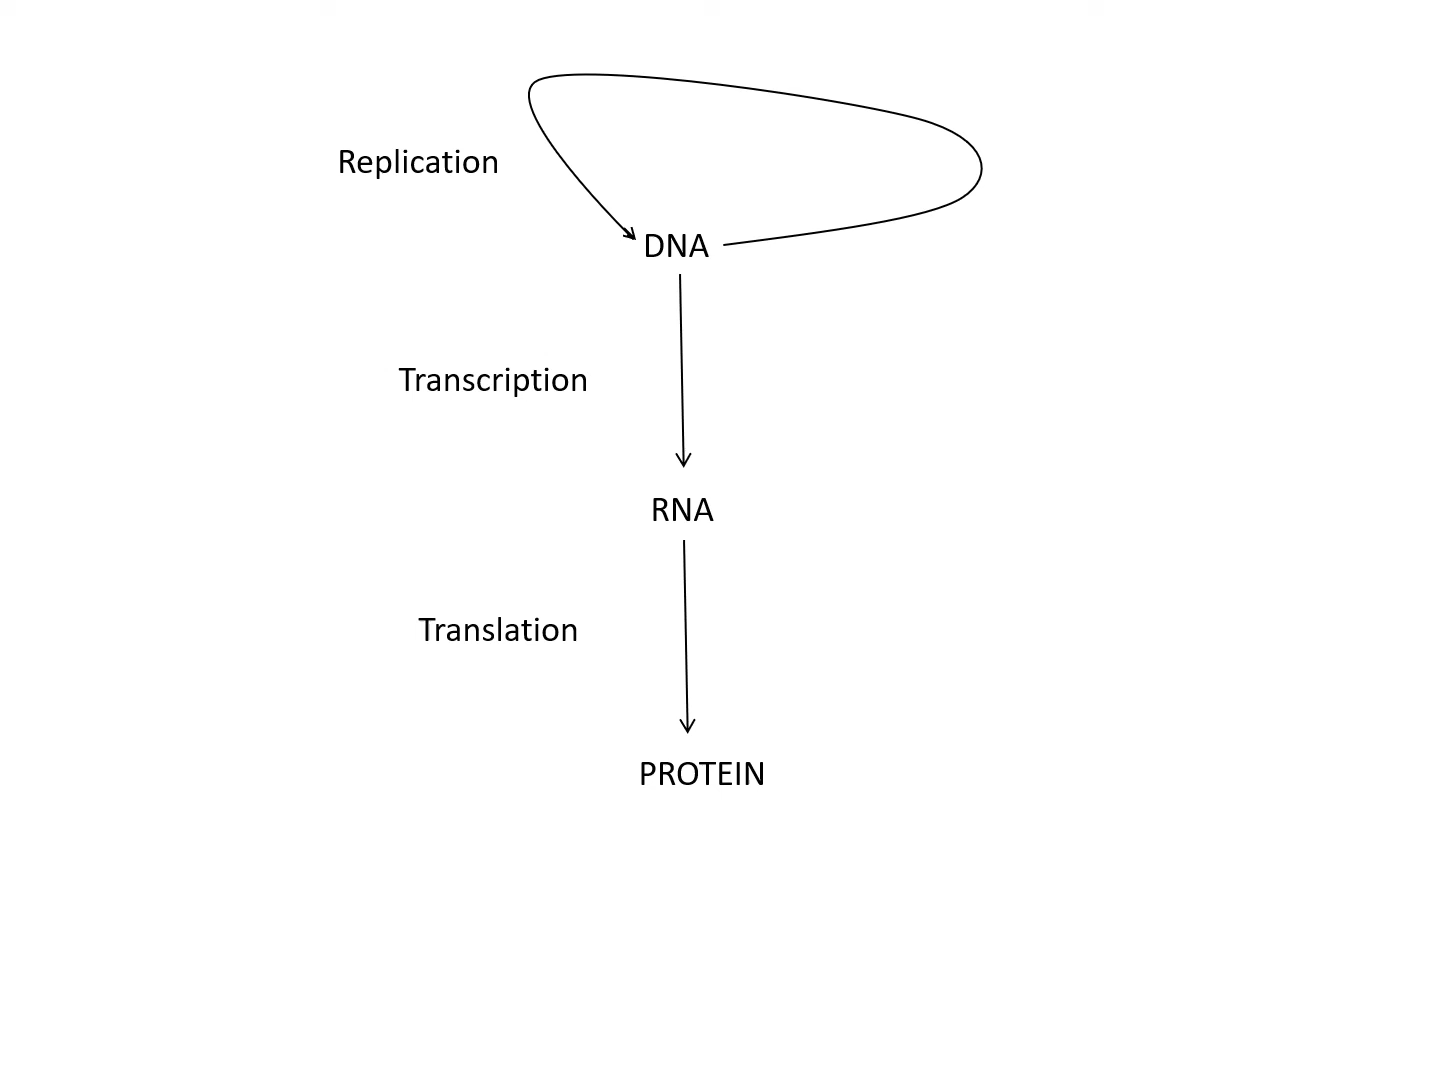 Replication
DNA
Transcription
RNA
Translation
PROTEIN